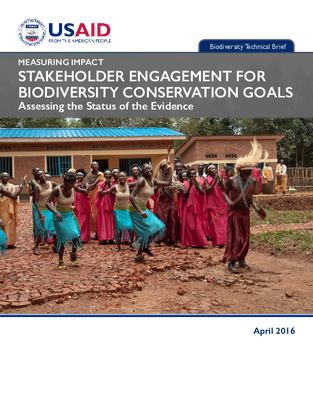 USAID
FROM THE AMERICAN PEOPLE
Biodiversity Technical Brief
MEASURING IMPACT
STAKEHOLDER ENGAGEMENT FOR
BIODIVERSITY CONSERVATION GOALS
Assessing the Status of the Evidence
April 2016